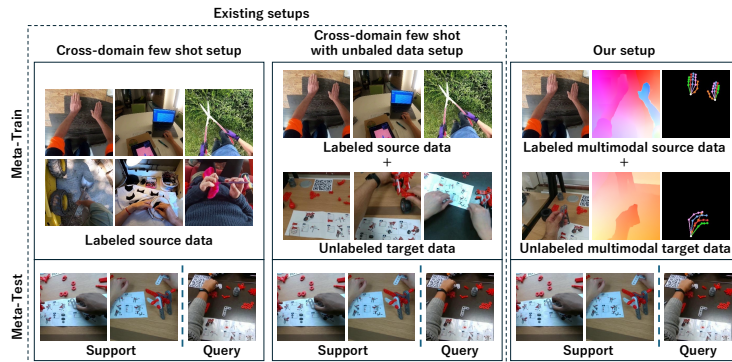 Existing setups
Cross-domain few shot setup
Cross-domain few shot
with unbaled data setup
Our setup
Meta-Train
Labeled source data
Labeled source data
+
Unlabeled target data
Labeled multimodal source data
+
Unlabeled multimodal target data
Meta-Test
Support
Query
Support
Query
Support
Query